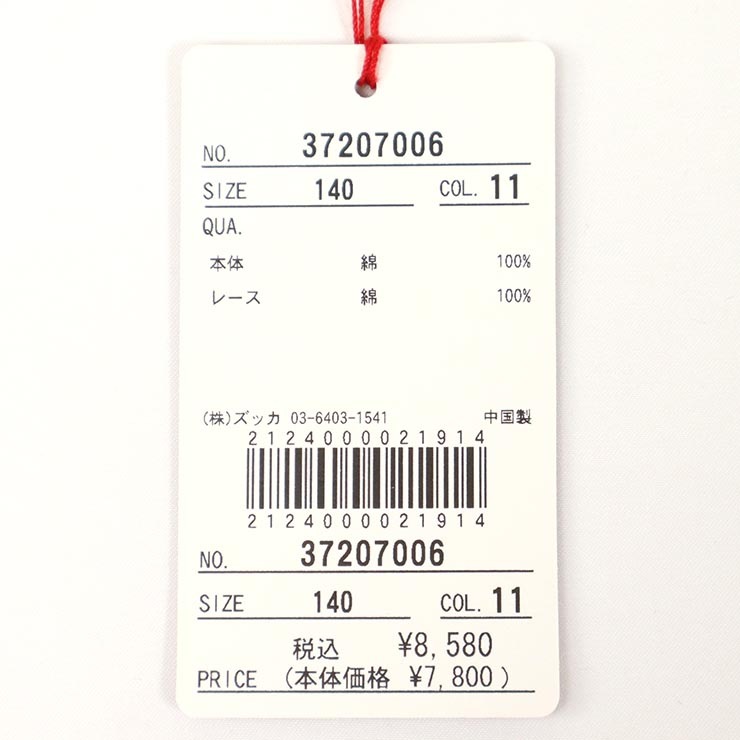 NO. 37207006
SIZE 140 COL. 11
QUA.
本体 綿 100%
レース 綿 100%
(株)ズッカ 03-6403-1541 中国製
2124000021914
2124000021914
NO. 37207006
SIZE 140 COL. 11
税込 ¥8,580
PRICE (本体価格 ¥7,800)